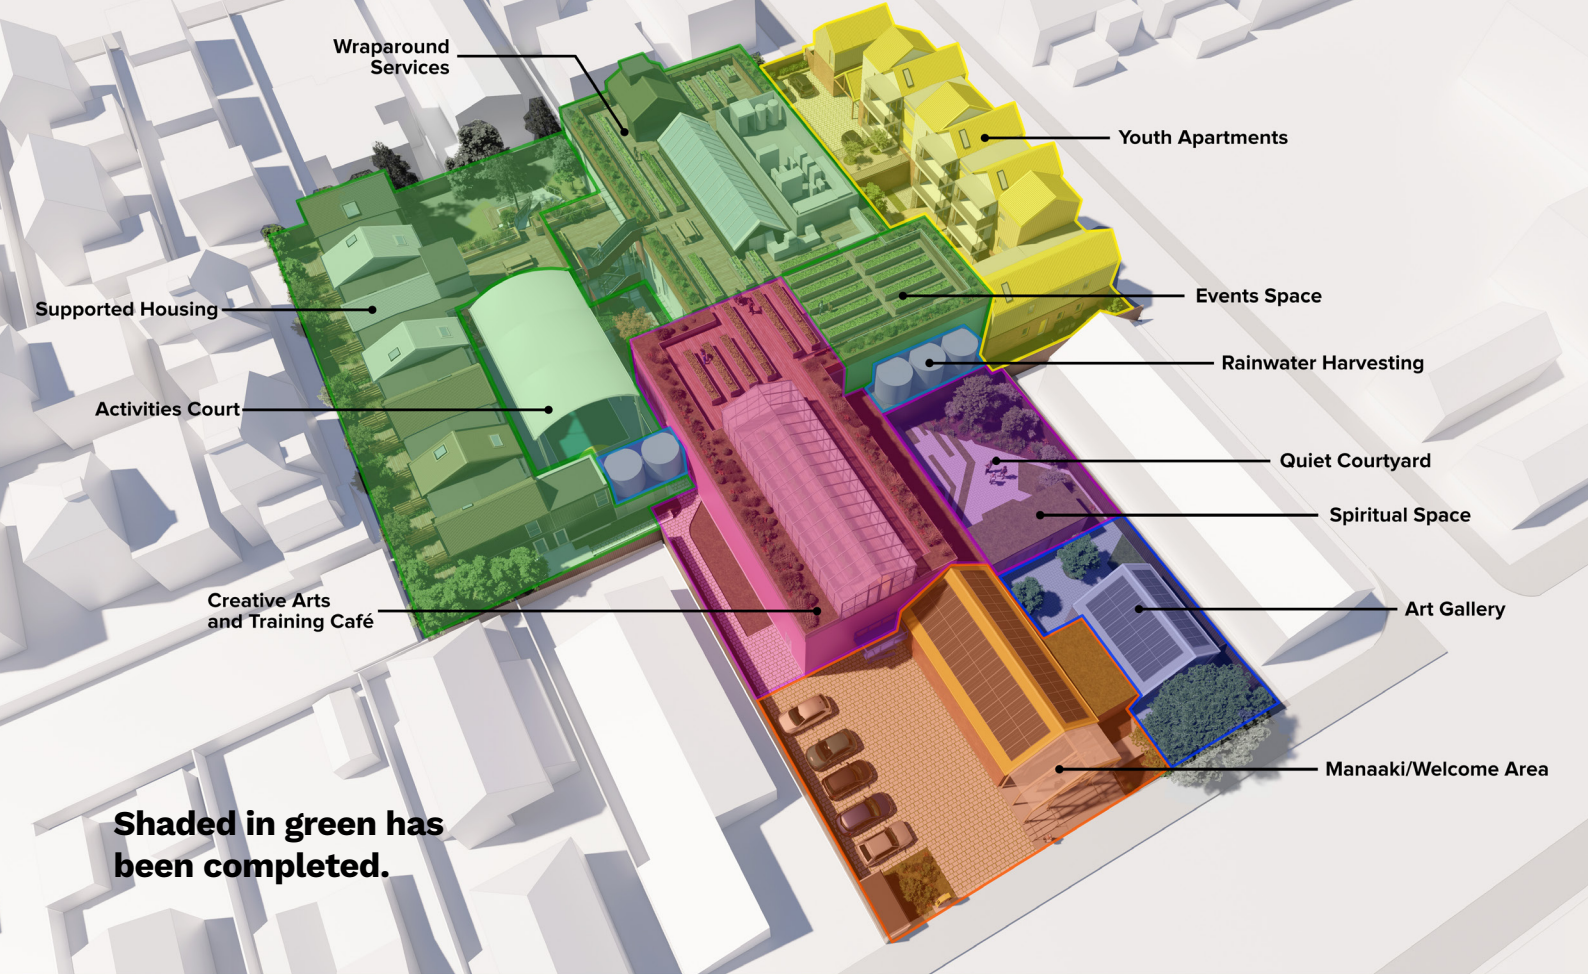 Wraparound
Services
Youth Apartments
Events Space
Supported Housing
Rainwater Harvesting
Activities Court
Quiet Courtyard
Spiritual Space
Creative Arts
and Training Café
Art Gallery
Manaaki/Welcome Area
Shaded in green has
been completed.